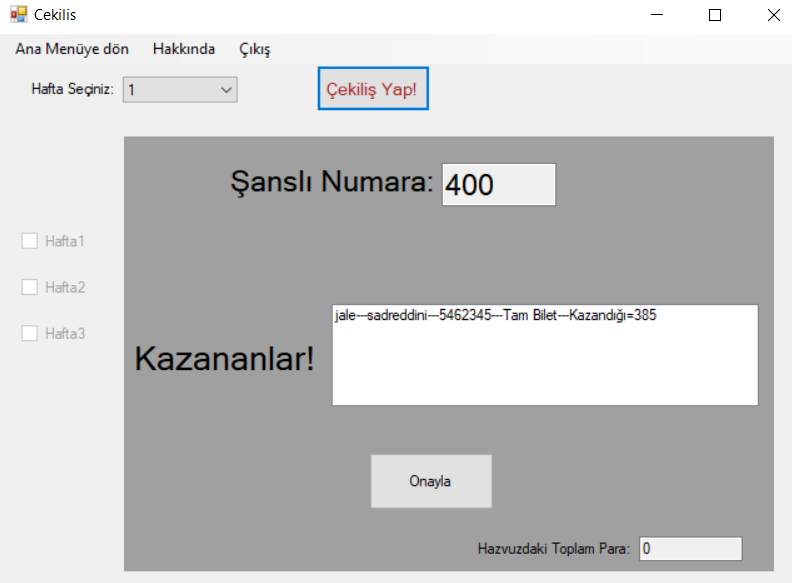 Cekilis
Ana Menüye dön Hakkında Çıkış
Hafta Seçiniz: 1 Çekiliş Yap!
Şanslı Numara: 400
Hafta1
Hafta2
Hafta3
jale---sadreddini---5462345---Tam Bilet---Kazandığı=385
Kazananlar!
Onayla
Hazvuzdaki Toplam Para: 0